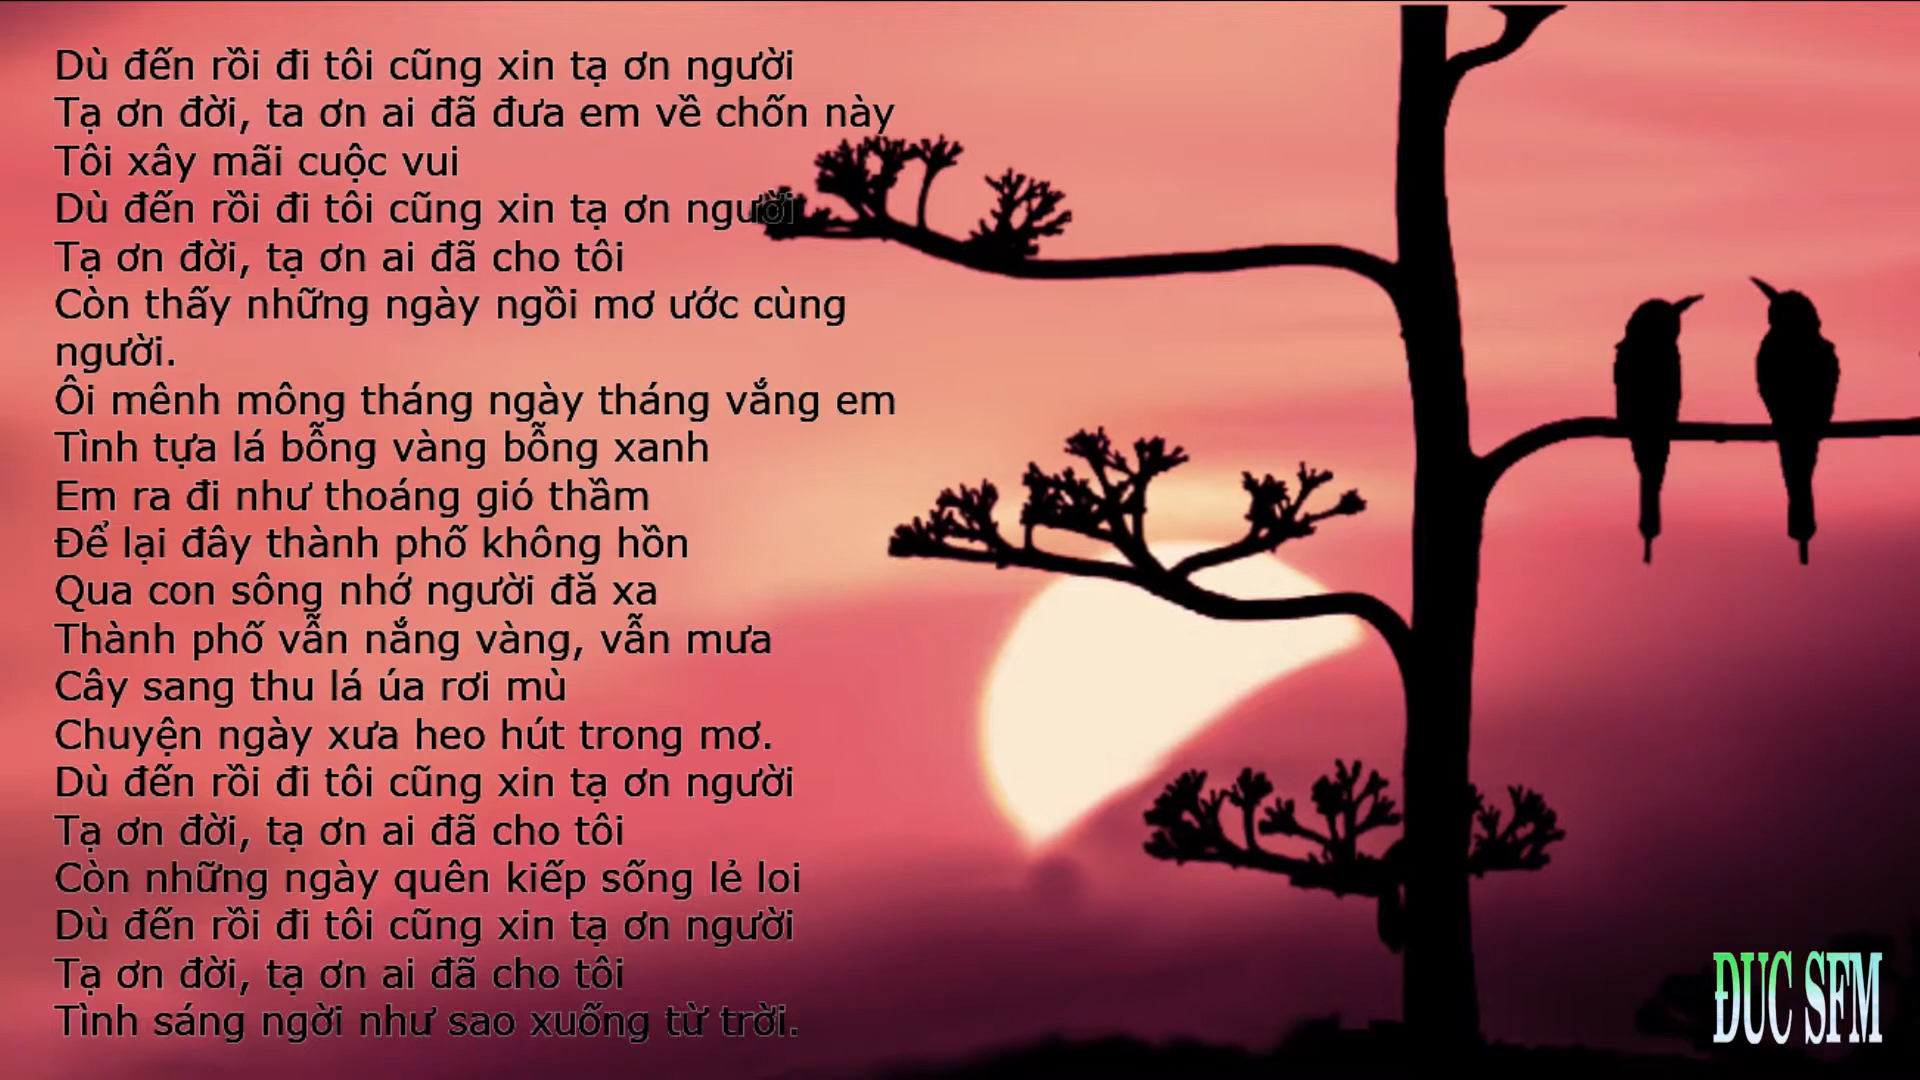 Dù đến rồi đi tôi cũng xin tạ ơn người
Tạ ơn đời, ta ơn ai đã đưa em về chốn này
Tôi xây mãi cuộc vui
Dù đến rồi đi tôi cũng xin tạ ơn người
Tạ ơn đời, tạ ơn ai đã cho tôi
Còn thấy những ngày ngồi mơ ước cùng
người.
Ôi mênh mông tháng ngày tháng vắng em
Tình tựa lá bỗng vàng bỗng xanh
Em ra đi như thoáng gió thầm
Để lại đây thành phố không hồn
Qua con sông nhớ người đă xa
Thành phố vẫn nắng vàng, vẫn mưa
Cây sang thu lá úa rơi mù
Chuyện ngày xưa heo hút trong mơ.
Dù đến rồi đi tôi cũng xin tạ ơn người
Tạ ơn đời, tạ ơn ai đã cho tôi
Còn những ngày quên kiếp sống lẻ loi
Dù đến rồi đi tôi cũng xin tạ ơn người
Tạ ơn đời, tạ ơn ai đã cho tôi
Tình sáng ngời như sao xuống từ trời.
ĐUC SFM